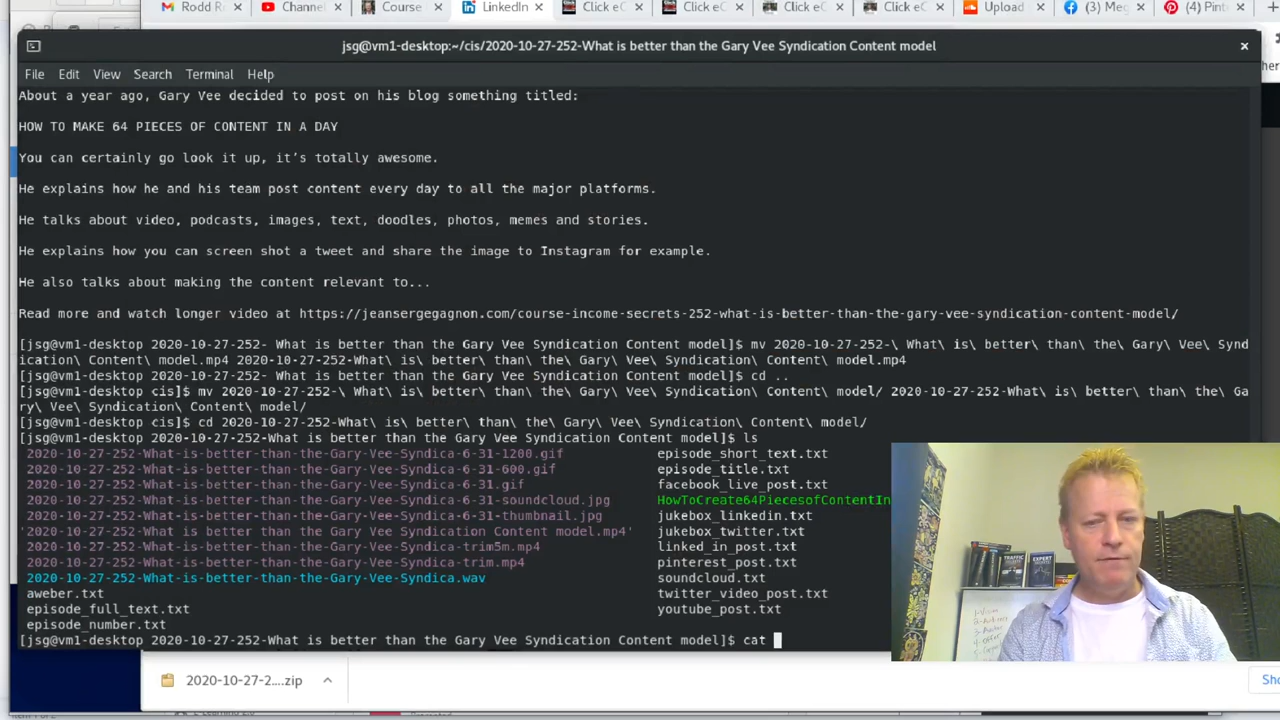 Rodd R
Channel
Course
LinkedIn
Click eC
Click eC
Click eC
Click eC
Upload
(3) Meg
(4) Pint
jsg@vm1-desktop:~/cis/2020-10-27-252-What is better than the Gary Vee Syndication Content model
File Edit View Search Terminal Help
About a year ago, Gary Vee decided to post on his blog something titled:
HOW TO MAKE 64 PIECES OF CONTENT IN A DAY
You can certainly go look it up, it's totally awesome.
He explains how he and his team post content every day to all the major platforms.
He talks about video, podcasts, images, text, doodles, photos, memes and stories.
He explains how you can screen shot a tweet and share the image to Instagram for example.
He also talks about making the content relevant to...
Read more and watch longer video at https://jeansergegagnon.com/course-income-secrets-252-what-is-better-than-the-gary-vee-syndication-content-model/
[jsg@vm1-desktop 2020-10-27-252- What is better than the Gary Vee Syndication Content model]$ mv 2020-10-27-252-\ What\ is\ better\ than\ the\ Gary\ Vee\ Synd
ication\ Content\ model.mp4 2020-10-27-252-What\ is\ better\ than\ the\ Gary\ Vee\ Syndication\ Content\ model.mp4
[jsg@vm1-desktop 2020-10-27-252- What is better than the Gary Vee Syndication Content model]$ cd ..
[jsg@vm1-desktop cis]$ mv 2020-10-27-252-\ What\ is\ better\ than\ the\ Gary\ Vee\ Syndication\ Content\ model/ 2020-10-27-252-What\ is\ better\ than\ the\ Ga
ry\ Vee\ Syndication\ Content\ model/
[jsg@vm1-desktop cis]$ cd 2020-10-27-252-What\ is\ better\ than\ the\ Gary\ Vee\ Syndication\ Content\ model/
[jsg@vm1-desktop 2020-10-27-252-What is better than the Gary Vee Syndication Content model]$ ls
2020-10-27-252-What-is-better-than-the-Gary-Vee-Syndica-6-31-1200.gif episode_short_text.txt
2020-10-27-252-What-is-better-than-the-Gary-Vee-Syndica-6-31-600.gif episode_title.txt
2020-10-27-252-What-is-better-than-the-Gary-Vee-Syndica-6-31.gif facebook_live_post.txt
2020-10-27-252-What-is-better-than-the-Gary-Vee-Syndica-6-31-soundcloud.jpg HowToCreate64PiecesofContentIn
2020-10-27-252-What-is-better-than-the-Gary-Vee-Syndica-6-31-thumbnail.jpg jukebox_linkedin.txt
'2020-10-27-252-What is better than the Gary Vee Syndication Content model.mp4' jukebox_twitter.txt
2020-10-27-252-What-is-better-than-the-Gary-Vee-Syndica-trim5m.mp4 linked_in_post.txt
2020-10-27-252-What-is-better-than-the-Gary-Vee-Syndica-trim.mp4 pinterest_post.txt
2020-10-27-252-What-is-better-than-the-Gary-Vee-Syndica.wav soundcloud.txt
aweber.txt twitter_video_post.txt
episode_full_text.txt youtube_post.txt
episode_number.txt
[jsg@vm1-desktop 2020-10-27-252-What is better than the Gary Vee Syndication Content model]$ cat
TRAFFIC
EXPERT
2020-10-27-2....zip
Sho